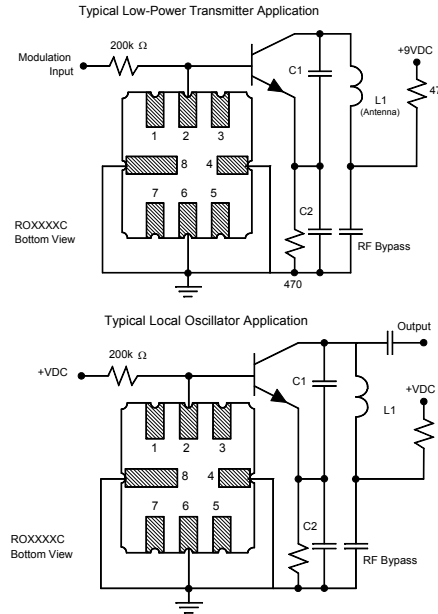 Typical Low-Power Transmitter Application
Modulation
Input
200k Ω
C1
+9VDC
47
L1
(Antenna)
1 2 3
8 4
7 6 5
C2
ROXXXXC
Bottom View
RF Bypass
470
Typical Local Oscillator Application
Output
200k Ω
+VDC
C1
+VDC
L1
1 2 3
8 4
7 6 5
C2
ROXXXXC
Bottom View
RF Bypass